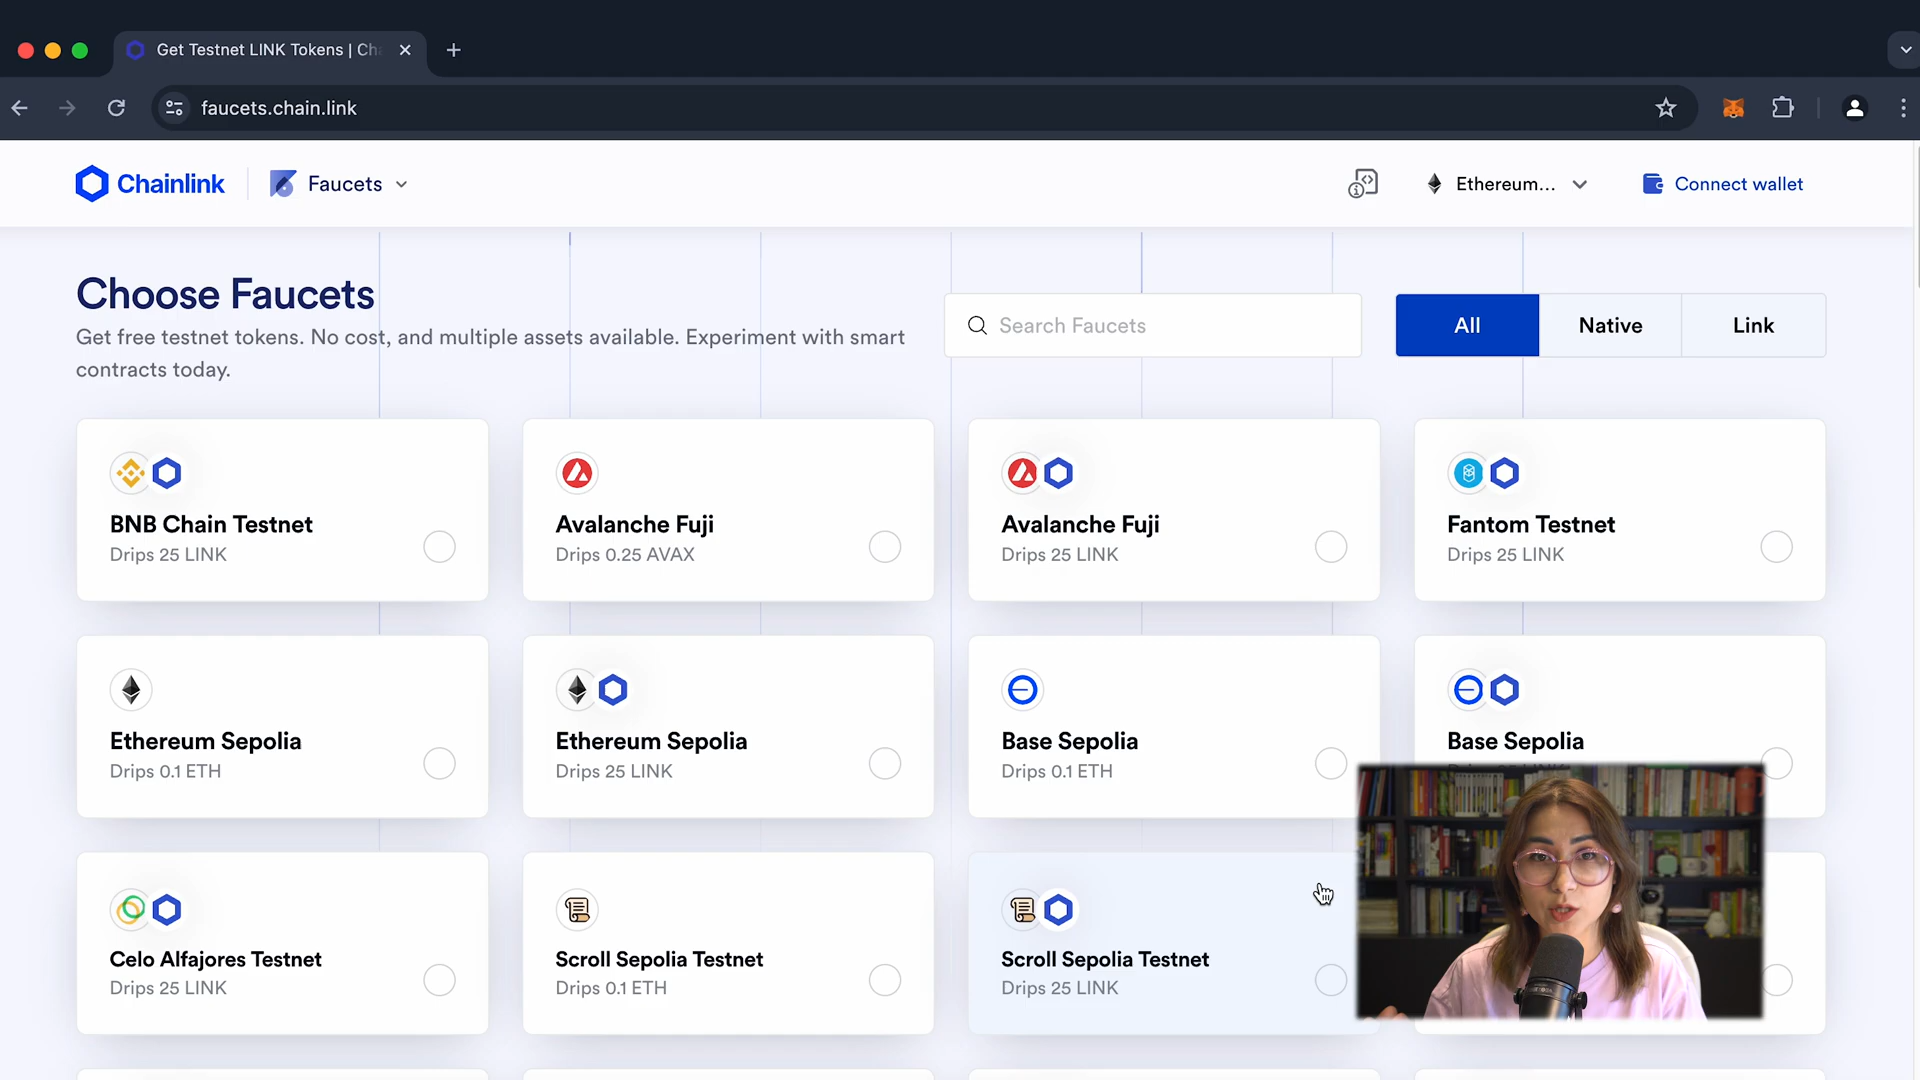 Get Testnet LINK Tokens | Cha
faucets.chain.link
Chainlink
Faucets
Ethereum...
Connect wallet
Choose Faucets
Get free testnet tokens. No cost, and multiple assets available. Experiment with smart
contracts today.
Search Faucets
All
Native
Link
BNB Chain Testnet
Drips 25 LINK
Avalanche Fuji
Drips 0.25 AVAX
Avalanche Fuji
Drips 25 LINK
Fantom Testnet
Drips 25 LINK
Ethereum Sepolia
Drips 0.1 ETH
Ethereum Sepolia
Drips 25 LINK
Base Sepolia
Drips 0.1 ETH
Base Sepolia
Celo Alfajores Testnet
Drips 25 LINK
Scroll Sepolia Testnet
Drips 0.1 ETH
Scroll Sepolia Testnet
Drips 25 LINK